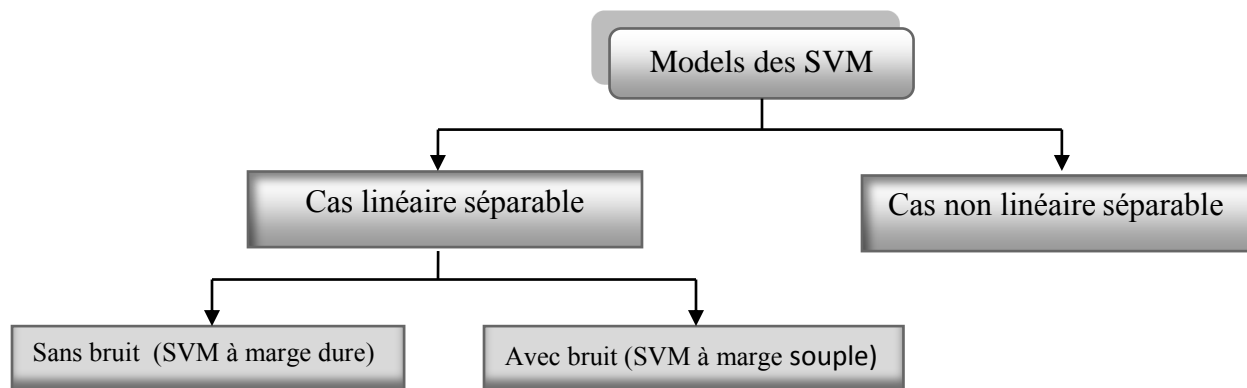 Models des SVM
Cas linéaire séparable
Cas non linéaire séparable
Sans bruit (SVM à marge dure)
Avec bruit (SVM à marge souple)